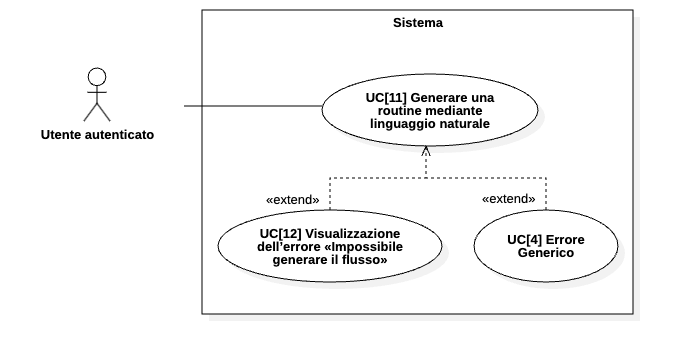 Sistema
UC[11] Generare una
routine mediante
linguaggio naturale
Utente autenticato
«extend»
«extend»
UC[12] Visualizzazione
dell'errore «Impossibile
generare il flusso»
UC[4] Errore
Generico